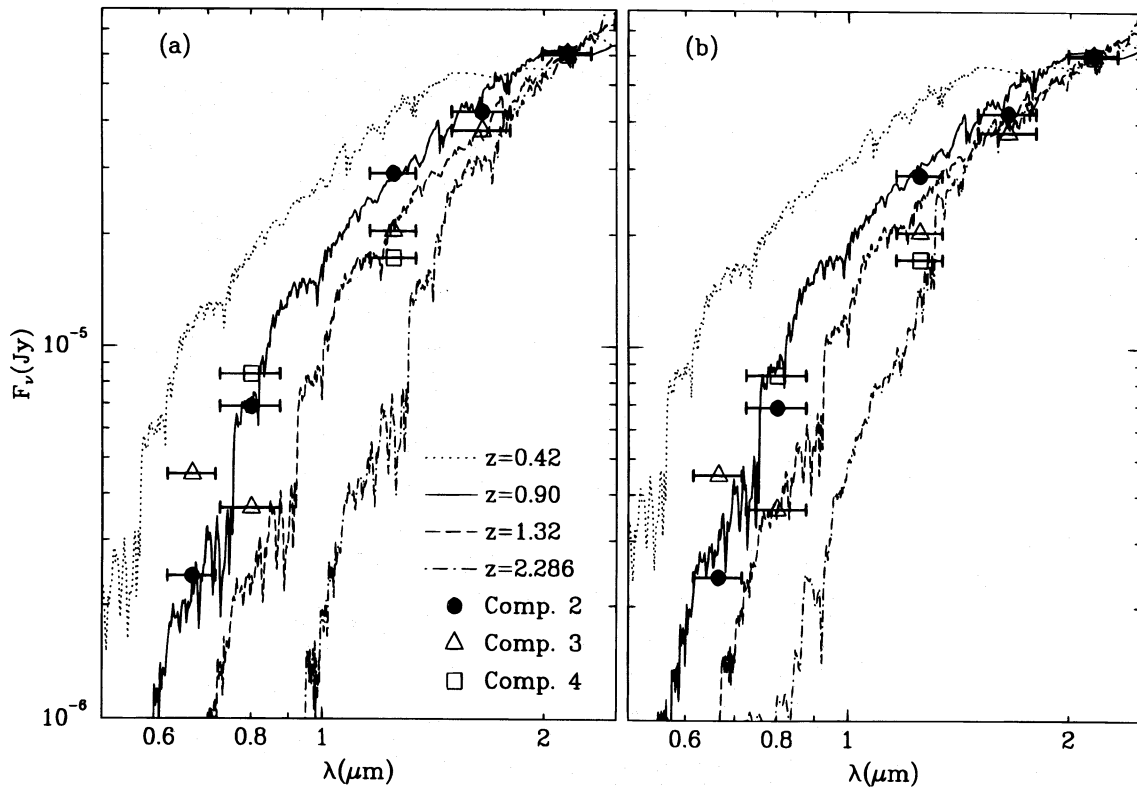 (a)
(b)
F_ν(Jy)
10^-5
10^-6
z=0.42
z=0.90
z=1.32
z=2.286
Comp. 2
Comp. 3
Comp. 4
0.6 0.8 1 2
0.6 0.8 1 2
λ(μm)
λ(μm)